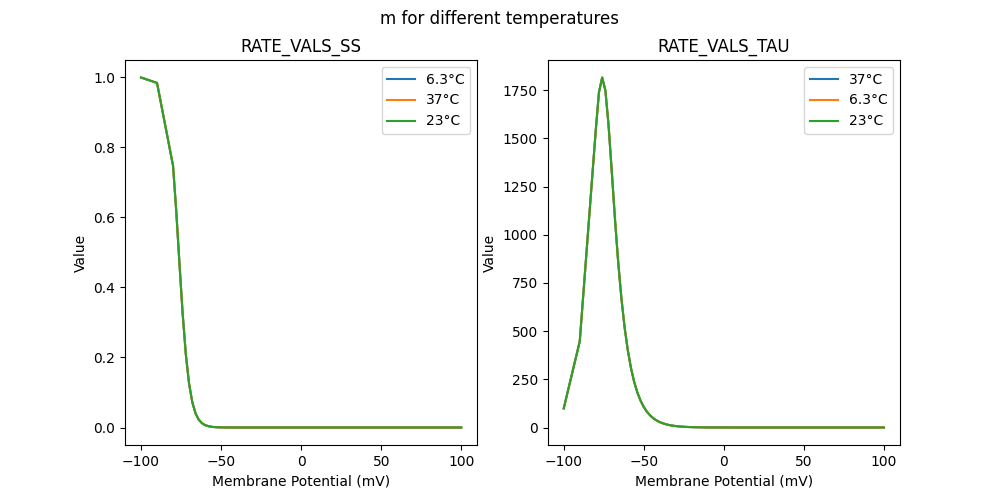 m for different temperatures
RATE_VALS_SS
1.0
0.8
0.6
0.4
0.2
0.0
Value
−100
−50
0
50
100
Membrane Potential (mV)
6.3°C
37°C
23°C
RATE_VALS_TAU
1750
1500
1250
1000
750
500
250
0
Value
−100
−50
0
50
100
Membrane Potential (mV)
37°C
6.3°C
23°C